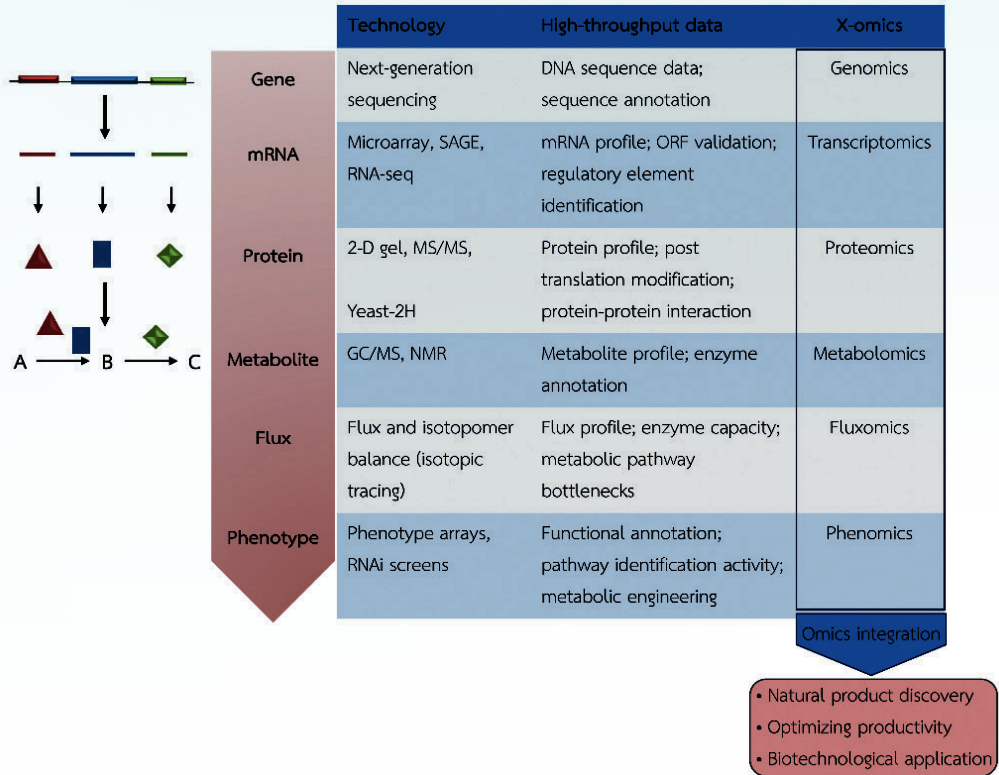 Technology High-throughput data X-omics
Gene
Next-generation
sequencing
DNA sequence data;
sequence annotation
Genomics
mRNA
Microarray, SAGE,
RNA-seq
mRNA profile; ORF validation;
regulatory element
identification
Transcriptomics
Protein
2-D gel, MS/MS,
Yeast-2H
Protein profile; post
translation modification;
protein-protein interaction
Proteomics
A B C
Metabolite
GC/MS, NMR
Metabolite profile; enzyme
annotation
Metabolomics
Flux
Flux and isotopomer
balance (isotopic
tracing)
Flux profile; enzyme capacity;
metabolic pathway
bottlenecks
Fluxomics
Phenotype
Phenotype arrays,
RNAi screens
Functional annotation;
pathway identification activity;
metabolic engineering
Phenomics
Omics integration
• Natural product discovery
• Optimizing productivity
• Biotechnological application